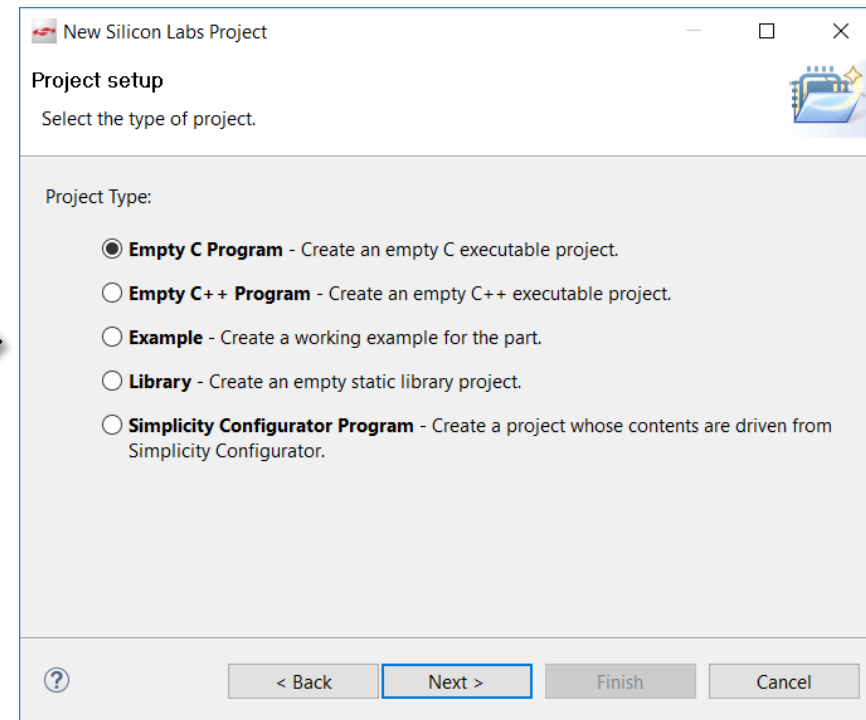 New Silicon Labs Project
Project setup
Select the type of project.
Project Type:
Empty C Program - Create an empty C executable project.
Empty C++ Program - Create an empty C++ executable project.
Example - Create a working example for the part.
Library - Create an empty static library project.
Simplicity Configurator Program - Create a project whose contents are driven from
Simplicity Configurator.
? < Back Next > Finish Cancel